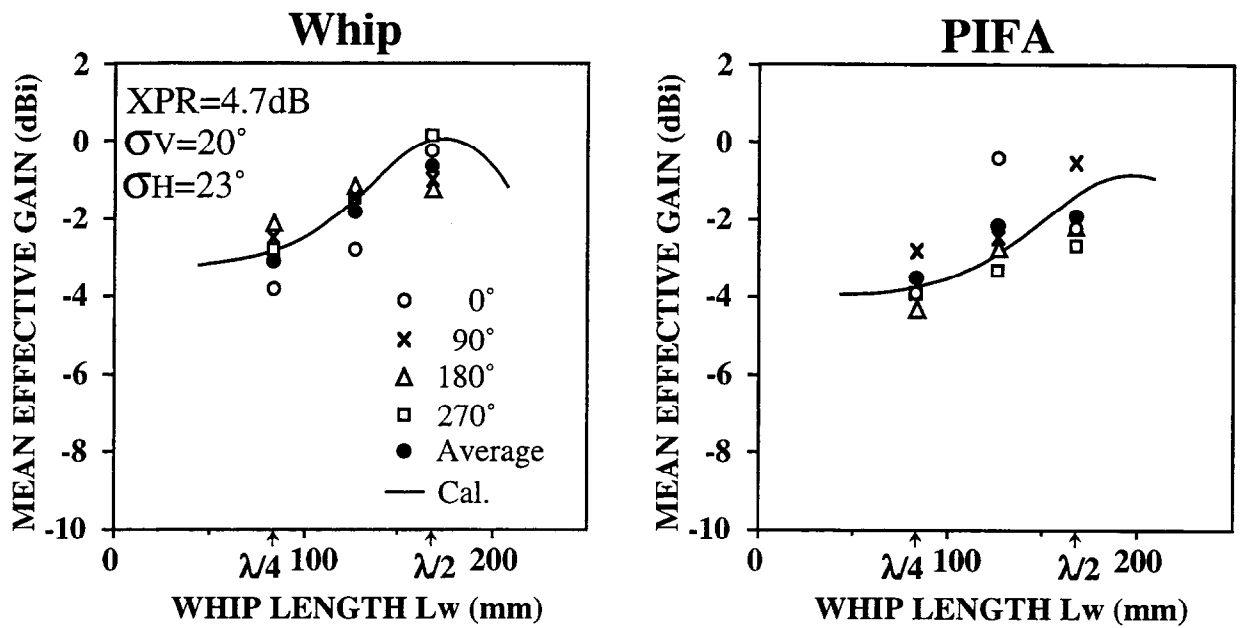 Whip
MEAN EFFECTIVE GAIN (dBi)
2
0
-2
-4
-6
-8
-10
XPR=4.7dB
σV=20°
σH=23°
0°
90°
180°
270°
Average
Cal.
0
λ/4
100
λ/2
200
WHIP LENGTH Lw (mm)
PIFA
MEAN EFFECTIVE GAIN (dBi)
2
0
-2
-4
-6
-8
-10
0
λ/4
100
λ/2
200
WHIP LENGTH Lw (mm)